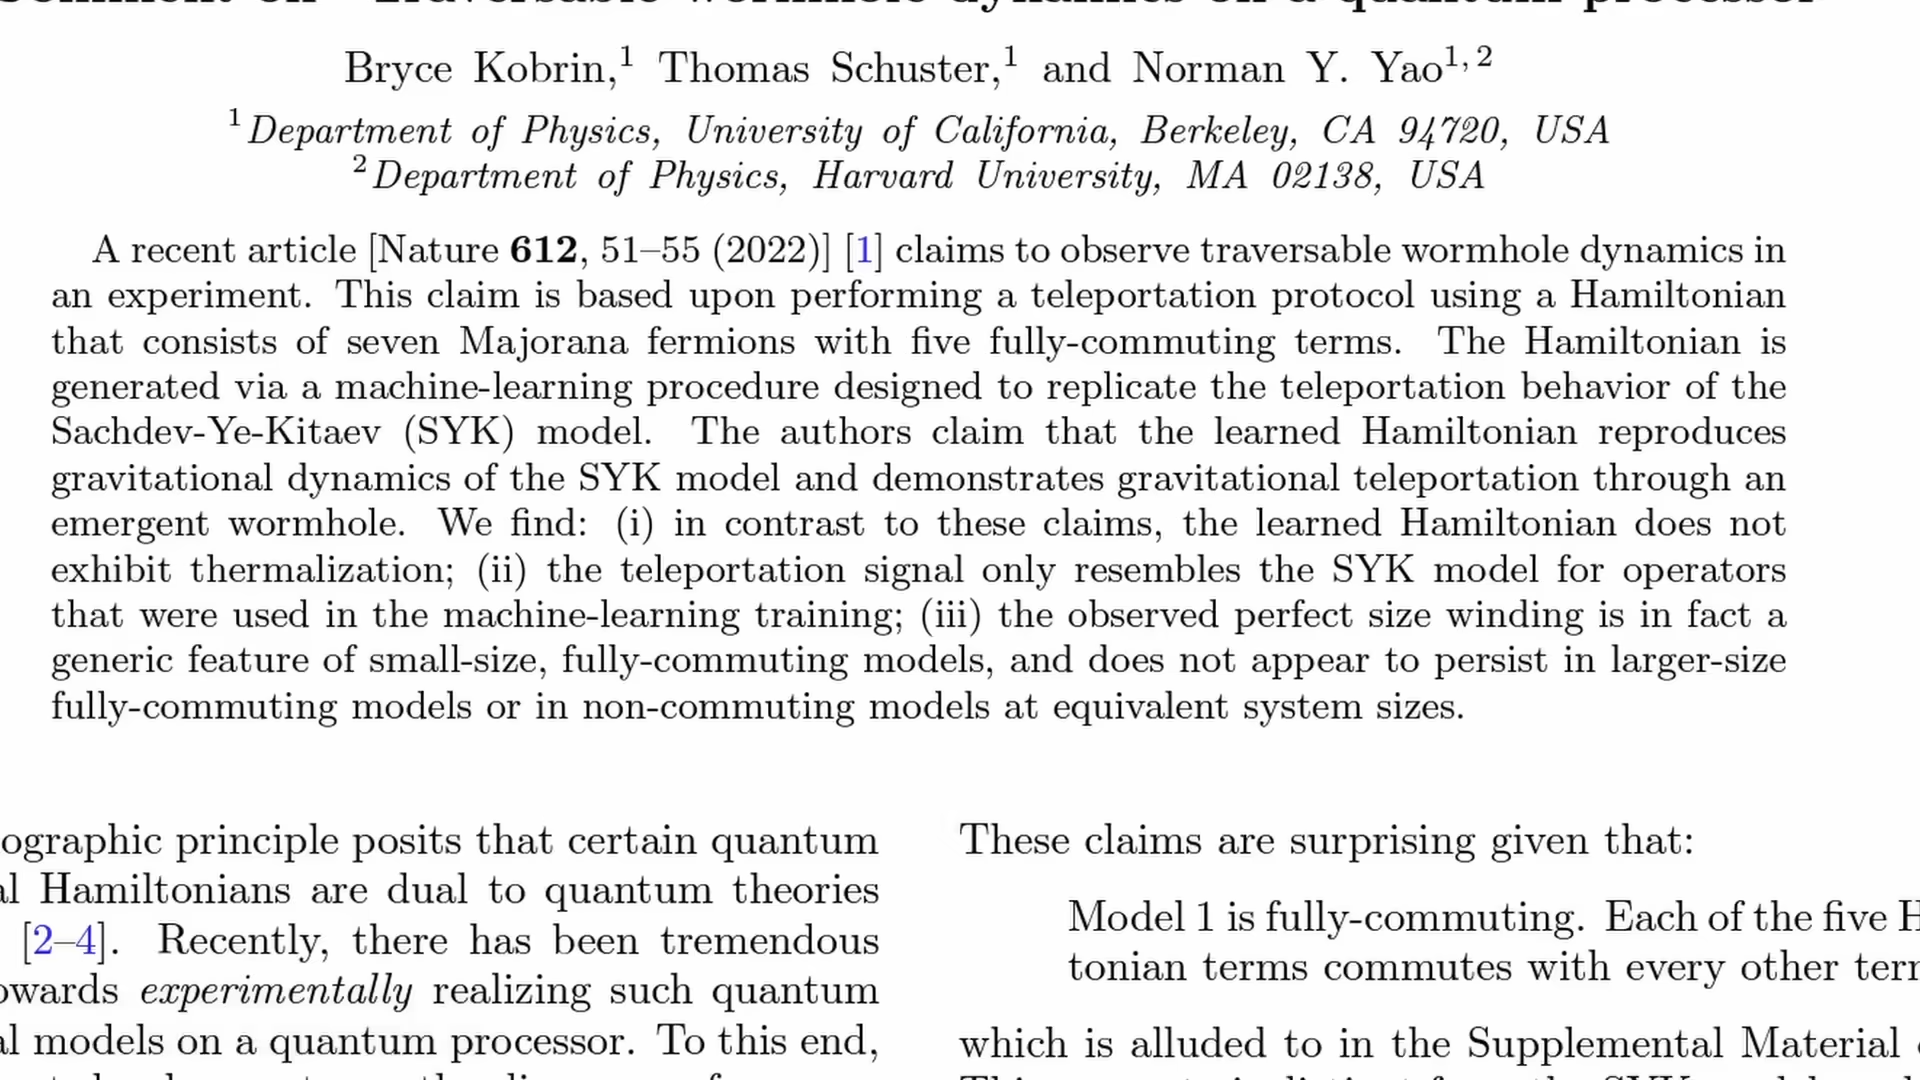 Comment on "Traversable wormhole dynamics on a quantum processor"
Bryce Kobrin,1 Thomas Schuster,1 and Norman Y. Yao1, 2
1Department of Physics, University of California, Berkeley, CA 94720, USA
2Department of Physics, Harvard University, MA 02138, USA
A recent article [Nature 612, 51–55 (2022)] [1] claims to observe traversable wormhole dynamics in
an experiment. This claim is based upon performing a teleportation protocol using a Hamiltonian
that consists of seven Majorana fermions with five fully-commuting terms. The Hamiltonian is
generated via a machine-learning procedure designed to replicate the teleportation behavior of the
Sachdev-Ye-Kitaev (SYK) model. The authors claim that the learned Hamiltonian reproduces
gravitational dynamics of the SYK model and demonstrates gravitational teleportation through an
emergent wormhole. We find: (i) in contrast to these claims, the learned Hamiltonian does not
exhibit thermalization; (ii) the teleportation signal only resembles the SYK model for operators
that were used in the machine-learning training; (iii) the observed perfect size winding is in fact a
generic feature of small-size, fully-commuting models, and does not appear to persist in larger-size
fully-commuting models or in non-commuting models at equivalent system sizes.
ographic principle posits that certain quantum
al Hamiltonians are dual to quantum theories
[2–4]. Recently, there has been tremendous
owards experimentally realizing such quantum
al models on a quantum processor. To this end,
These claims are surprising given that:
Model 1 is fully-commuting. Each of the five H
tonian terms commutes with every other terr
which is alluded to in the Supplemental Material